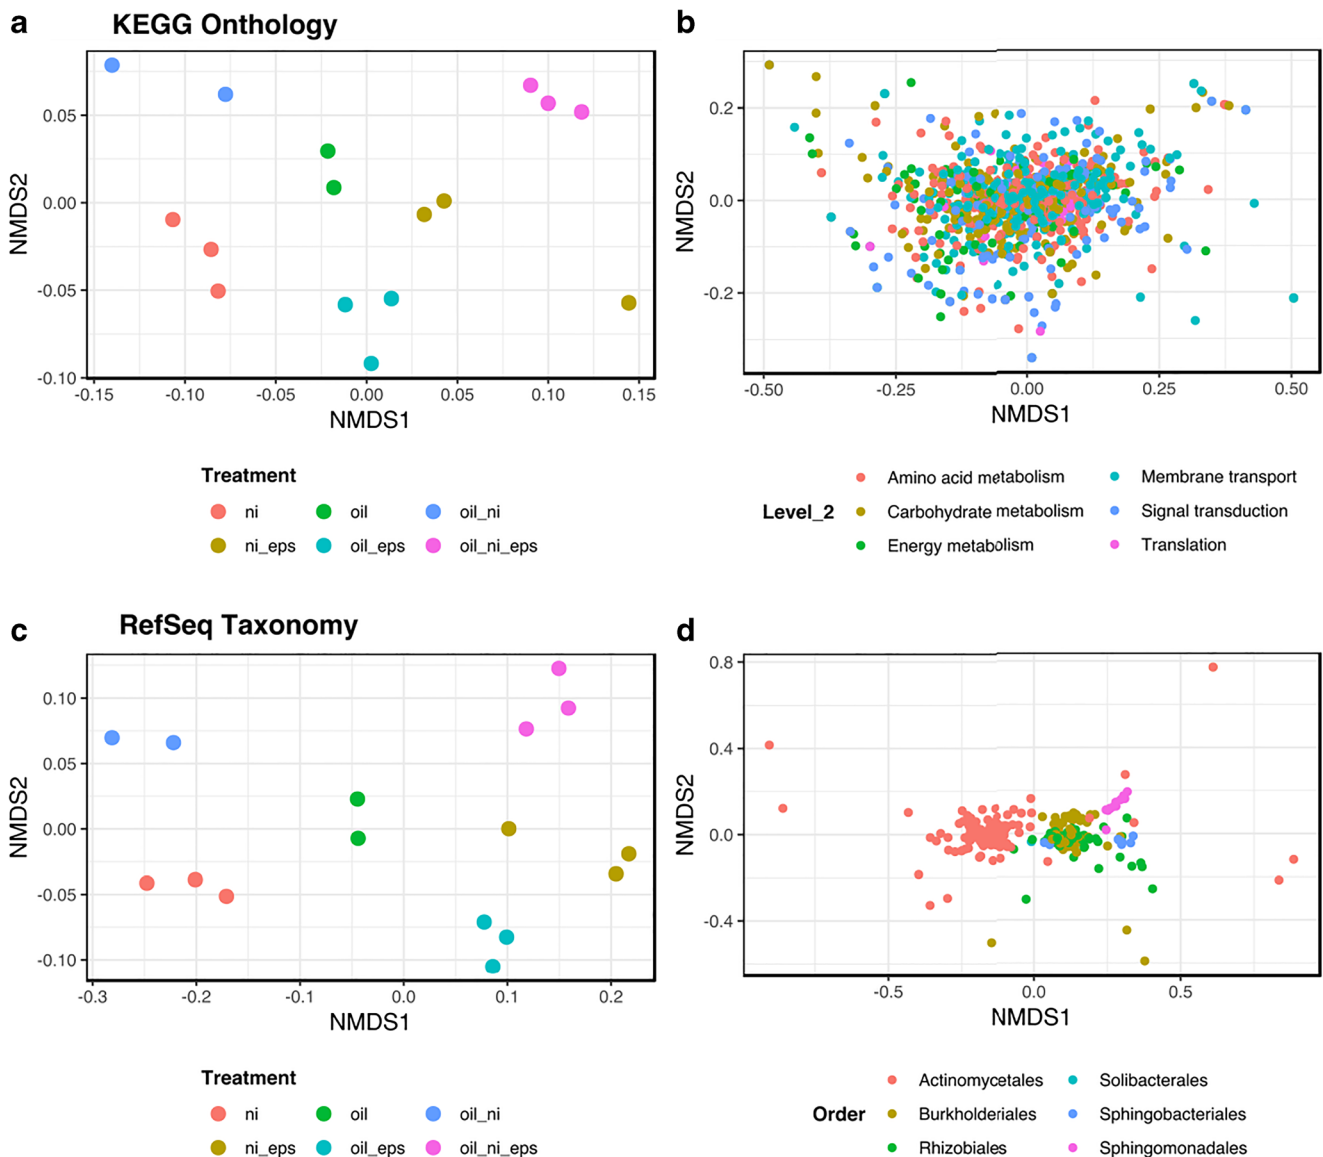 a
KEGG Onthology
NMDS2
0.05
0.00
-0.05
-0.10
-0.15 -0.10 -0.05 0.00 0.05 0.10 0.15
NMDS1
Treatment
ni oil oil_ni
ni_eps oil_eps oil_ni_eps
b
NMDS2
0.2
0.0
-0.2
-0.50 -0.25 0.00 0.25 0.50
NMDS1
Level_2
Amino acid metabolism Membrane transport
Carbohydrate metabolism Signal transduction
Energy metabolism Translation
c
RefSeq Taxonomy
NMDS2
0.10
0.05
0.00
-0.05
-0.10
-0.3 -0.2 -0.1 0.0 0.1 0.2
NMDS1
Treatment
ni oil oil_ni
ni_eps oil_eps oil_ni_eps
d
NMDS2
0.8
0.4
0.0
-0.4
-0.5 0.0 0.5
NMDS1
Order
Actinomycetales Solibacterales
Burkholderiales Sphingobacteriales
Rhizobiales Sphingomonadales